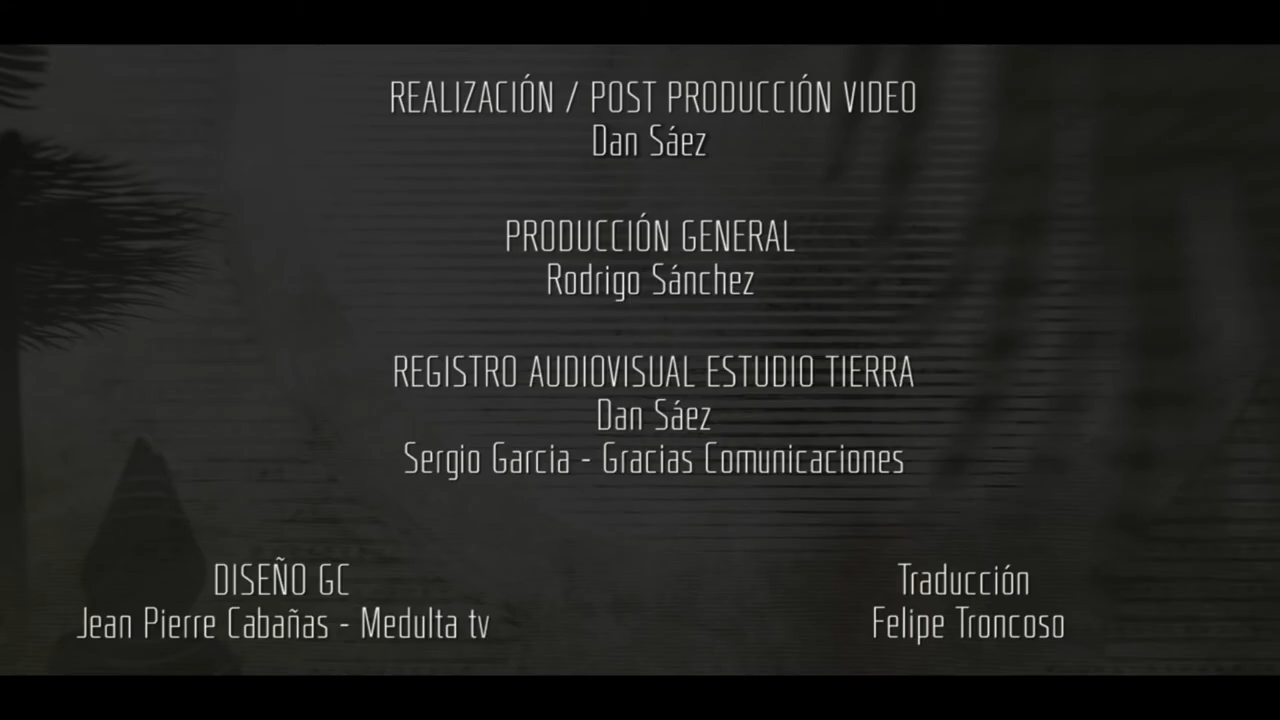 REALIZACIÓN / POST PRODUCCIÓN VIDEO
Dan Sáez
PRODUCCIÓN GENERAL
Rodrigo Sánchez
REGISTRO AUDIOVISUAL ESTUDIO TIERRA
Dan Sáez
Sergio Garcia - Gracias Comunicaciones
DISEÑO GC
Jean Pierre Cabañas - Medulta tv
Traducción
Felipe Troncoso